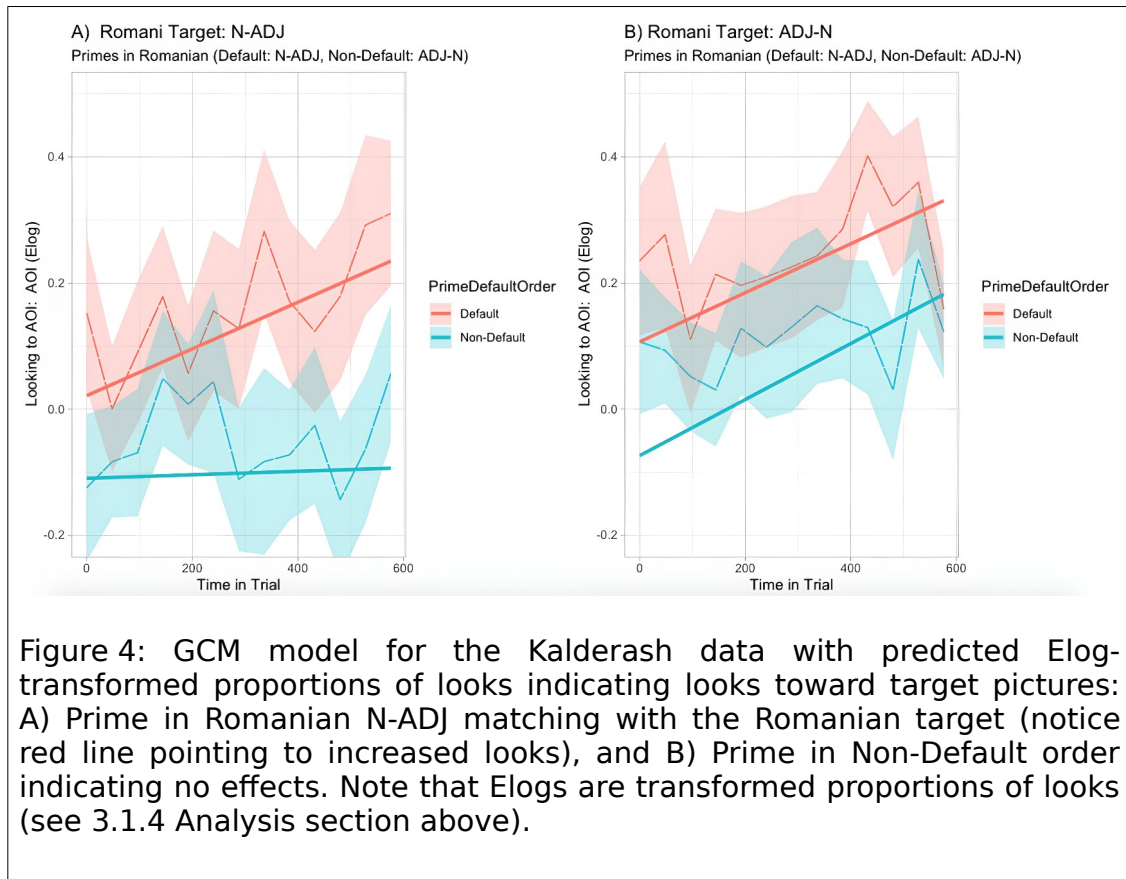 A) Romani Target: N-ADJ
Primes in Romanian (Default: N-ADJ, Non-Default: ADJ-N)
0.4
0.2
0.0
-0.2
Looking to AOI: AOI (Elog)
0
200
400
600
Time in Trial
PrimeDefaultOrder
Default
Non-Default
B) Romani Target: ADJ-N
Primes in Romanian (Default: N-ADJ, Non-Default: ADJ-N)
0.4
0.2
0.0
-0.2
Looking to AOI: AOI (Elog)
0
200
400
600
Time in Trial
PrimeDefaultOrder
Default
Non-Default
Figure 4: GCM model for the Kalderash data with predicted Elog-
transformed proportions of looks indicating looks toward target pictures:
A) Prime in Romanian N-ADJ matching with the Romanian target (notice
red line pointing to increased looks), and B) Prime in Non-Default order
indicating no effects. Note that Elogs are transformed proportions of looks
(see 3.1.4 Analysis section above).